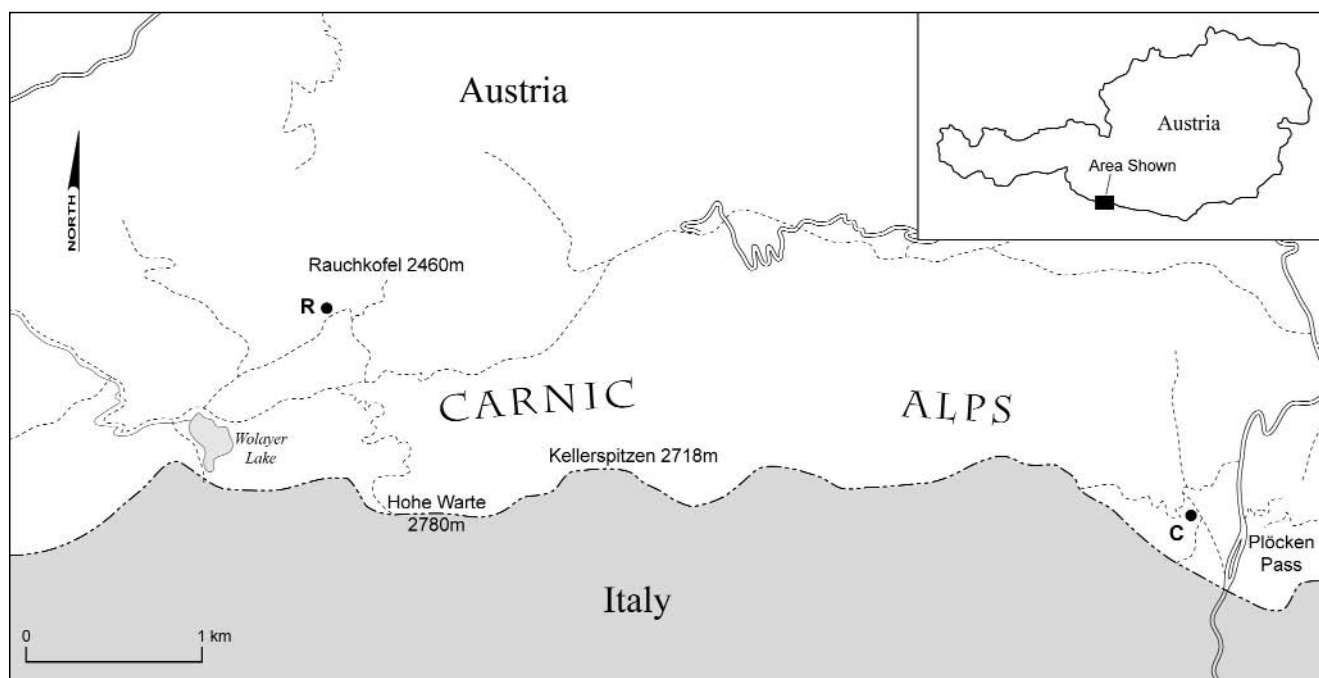 Austria
NORTH
Austria
Area Shown
Rauchkofel 2460m
R
CARNIC
ALPS
Wolayer
Lake
Kellerspitzen 2718m
Hohe Warte
2780m
C
Plöcken
Pass
Italy
0 1 km